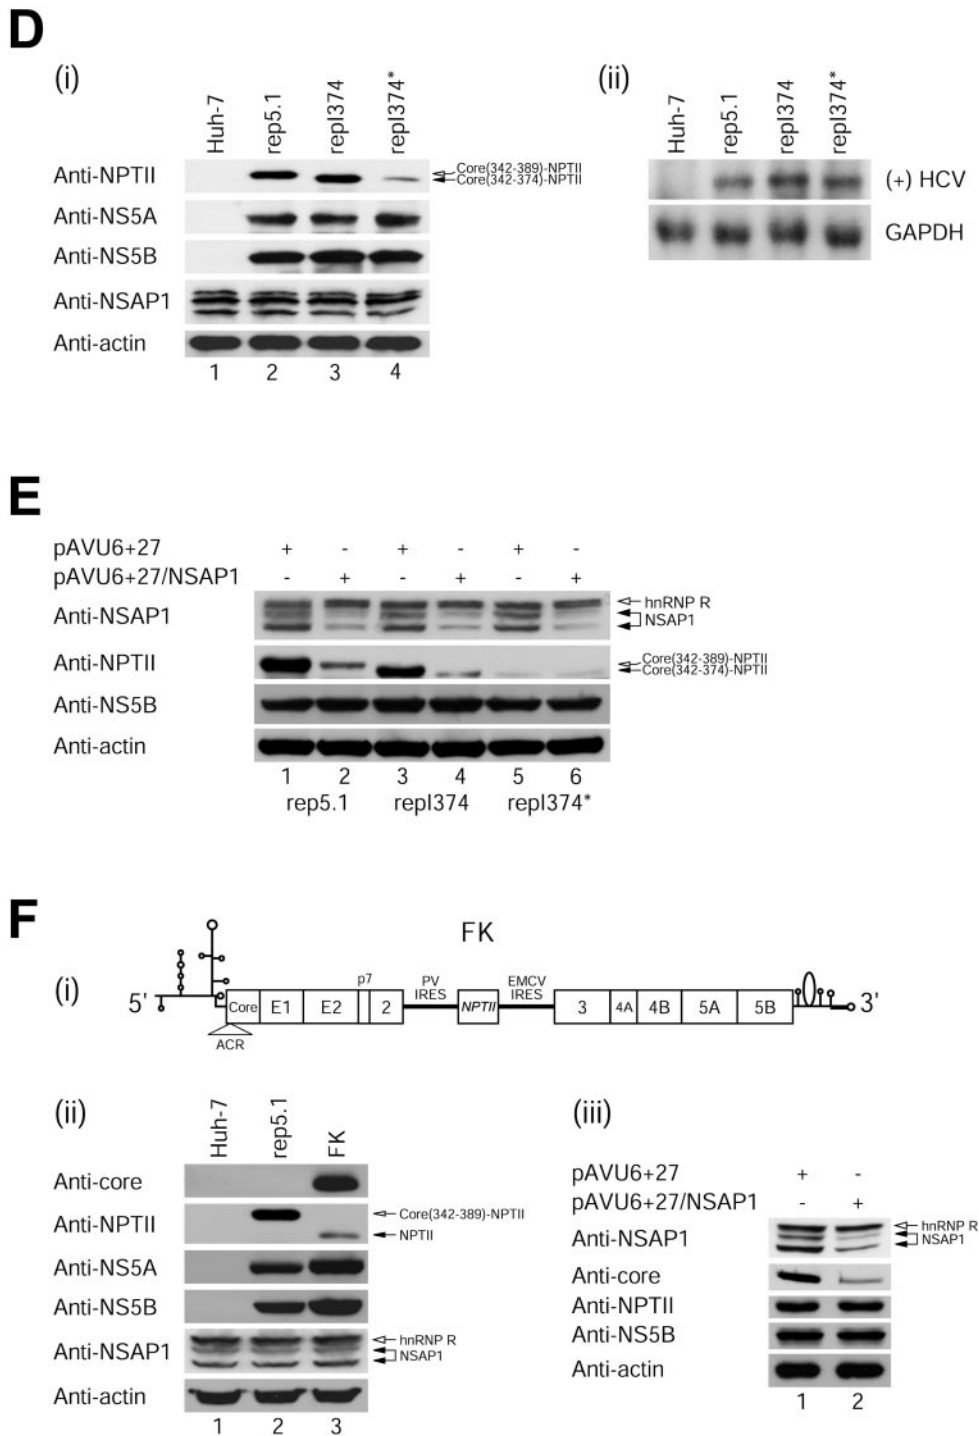 D
(i)
Huh-7 rep5.1 repI374 repI374*
Anti-NPTII
Core(342-389)-NPTII
Core(342-374)-NPTII
Anti-NS5A
Anti-NS5B
Anti-NSAP1
Anti-actin
1 2 3 4
(ii)
Huh-7 rep5.1 repI374 repI374*
(+) HCV
GAPDH
E
pAVU6+27 + - + - + -
pAVU6+27/NSAP1 - + - + - +
Anti-NSAP1
hnRNP R
NSAP1
Anti-NPTII
Core(342-389)-NPTII
Core(342-374)-NPTII
Anti-NS5B
Anti-actin
1 2 3 4 5 6
rep5.1 repI374 repI374*
F
FK
(i)
5' Core E1 E2 p7 2 PV IRES NPTII EMCV IRES 3 4A 4B 5A 5B 3'
ACR
(ii)
Huh-7 rep5.1 FK
Anti-core
Anti-NPTII
Core(342-389)-NPTII
NPTII
Anti-NS5A
Anti-NS5B
Anti-NSAP1
hnRNP R
NSAP1
Anti-actin
1 2 3
(iii)
pAVU6+27 + -
pAVU6+27/NSAP1 - +
Anti-NSAP1
hnRNP R
NSAP1
Anti-core
Anti-NPTII
Anti-NS5B
Anti-actin
1 2